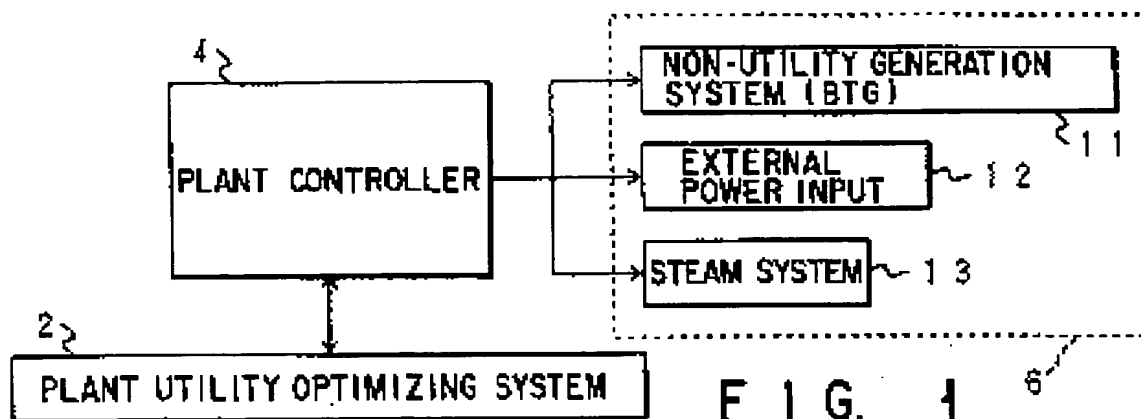 4
NON-UTILITY GENERATION
SYSTEM (BTG)
11
PLANT CONTROLLER
EXTERNAL
POWER INPUT
12
STEAM SYSTEM
13
2
PLANT UTILITY OPTIMIZING SYSTEM
FIG. 1
6